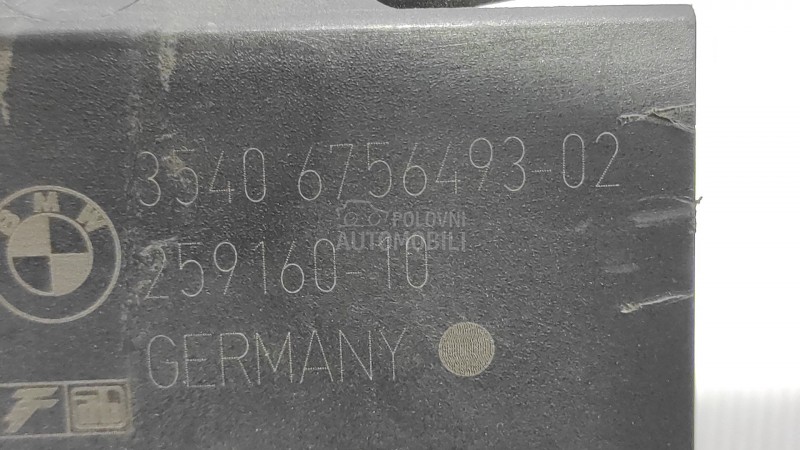 3540 6756493-02
BMW
POLOVNI
AUTOMOBILI
259160-10
GERMANY